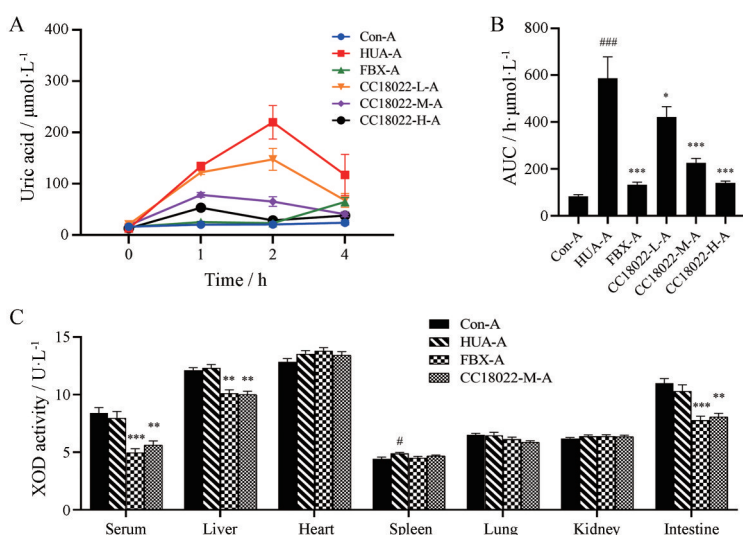 A
Uric acid / μmol·L⁻¹
400
300
200
100
0
0
1
2
4
Time / h
Con-A
HUA-A
FBX-A
CC18022-L-A
CC18022-M-A
CC18022-H-A
B
AUC / h·μmol·L⁻¹
800
600
400
200
0
###
***
*
***
***
Con-A
HUA-A
FBX-A
CC18022-L-A
CC18022-M-A
CC18022-H-A
C
XOD activity / U·L⁻¹
15
10
5
0
Con-A
HUA-A
FBX-A
CC18022-M-A
*** **
** **
#
*** **
Serum Liver Heart Spleen Lung Kidney Intestine